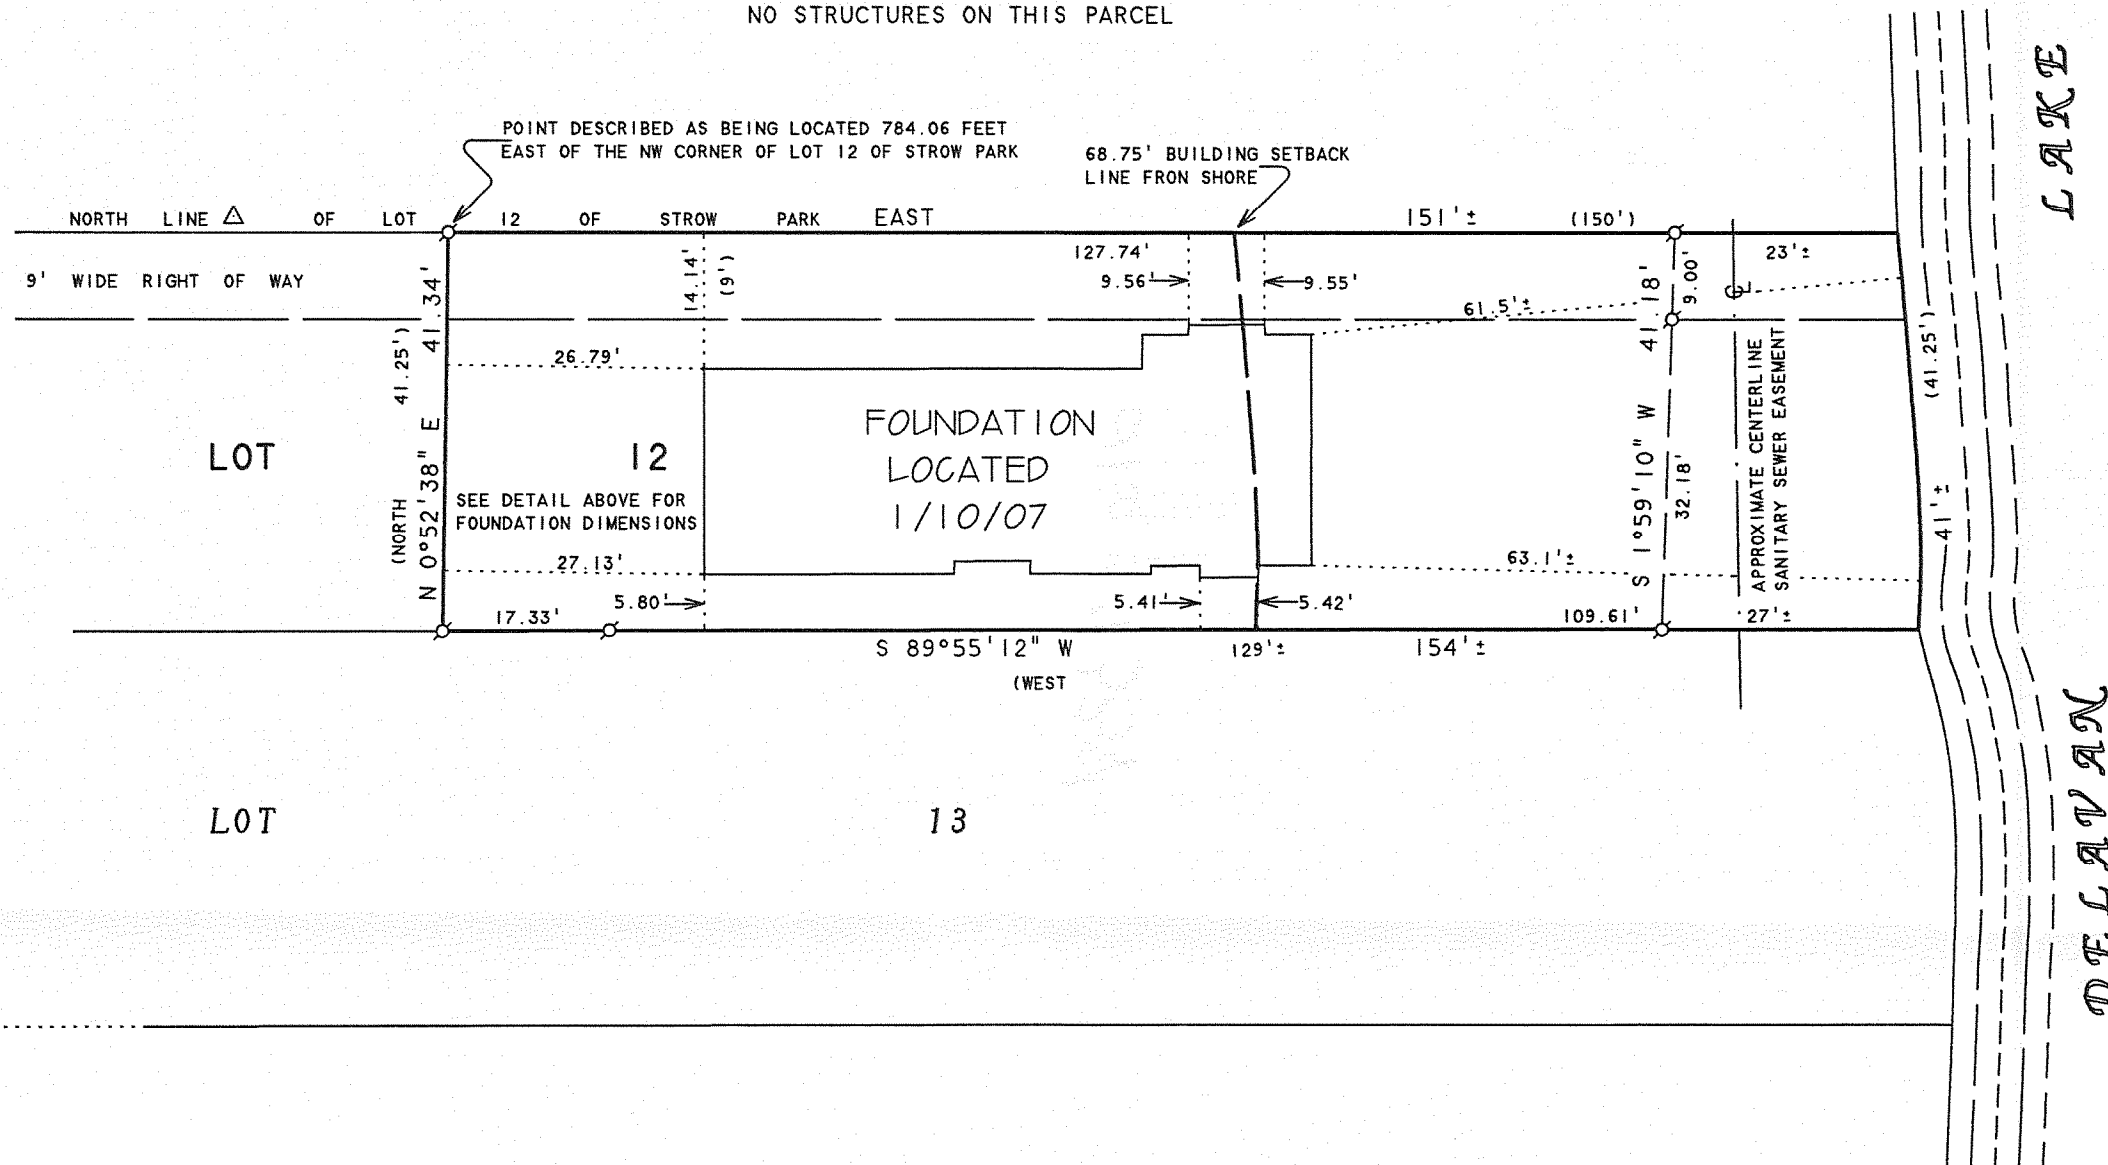 NO STRUCTURES ON THIS PARCEL
LAKE
POINT DESCRIBED AS BEING LOCATED 784.06 FEET
EAST OF THE NW CORNER OF LOT 12 OF STROW PARK
68.75' BUILDING SETBACK
LINE FRON SHORE
NORTH LINE OF LOT 12 OF STROW PARK EAST 151'± (150')
9' WIDE RIGHT OF WAY
14.14'
(9')
127.74'
9.56'
9.55'
23'±
9.00'
61.5'±
N 0°52'38" E 41.34'
(NORTH 41.25')
26.79'
LOT 12
FOUNDATION
LOCATED
1/10/07
SEE DETAIL ABOVE FOR
FOUNDATION DIMENSIONS
S 1°59'10" W 41.18'
32.18'
APPROXIMATE CENTERLINE
SANITARY SEWER EASEMENT
(41.25')
41'±
27.13'
63.1'±
17.33'
5.80'
5.41'
5.42'
109.61'
27'±
S 89°55'12" W 129'± 154'±
(WEST
DELAVAN
LOT 13